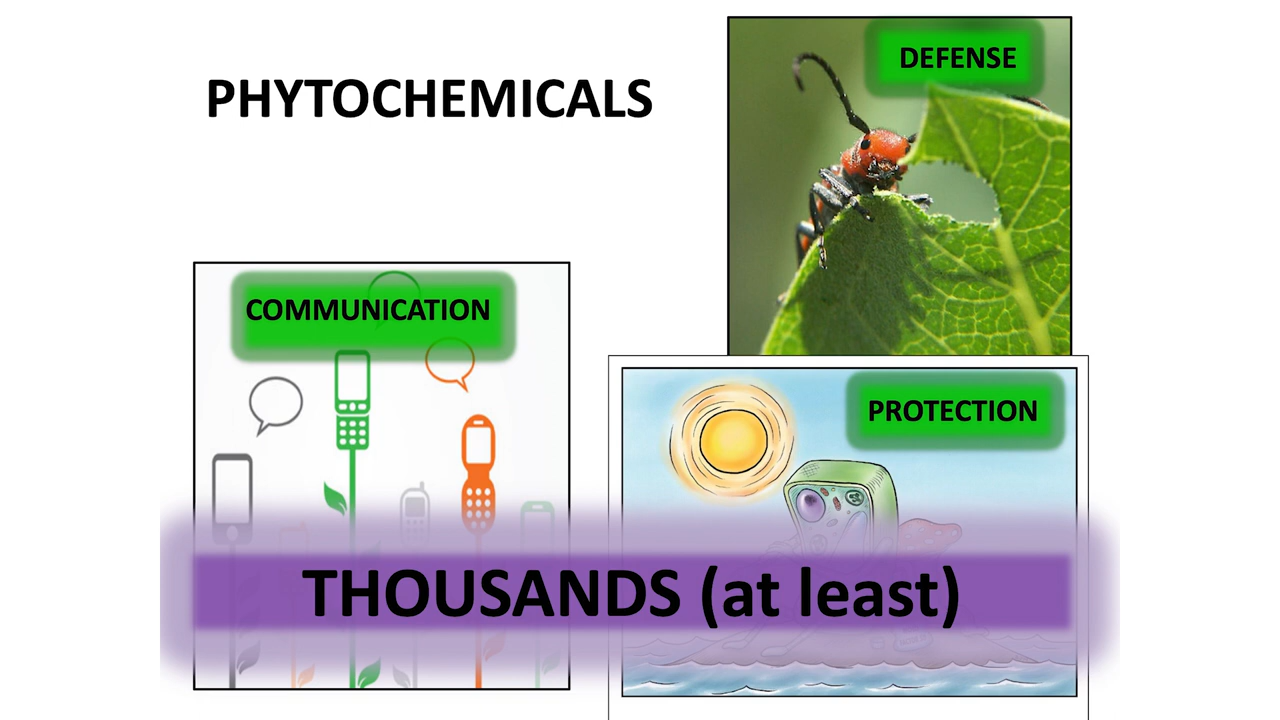 PHYTOCHEMICALS
DEFENSE
COMMUNICATION
PROTECTION
THOUSANDS (at least)